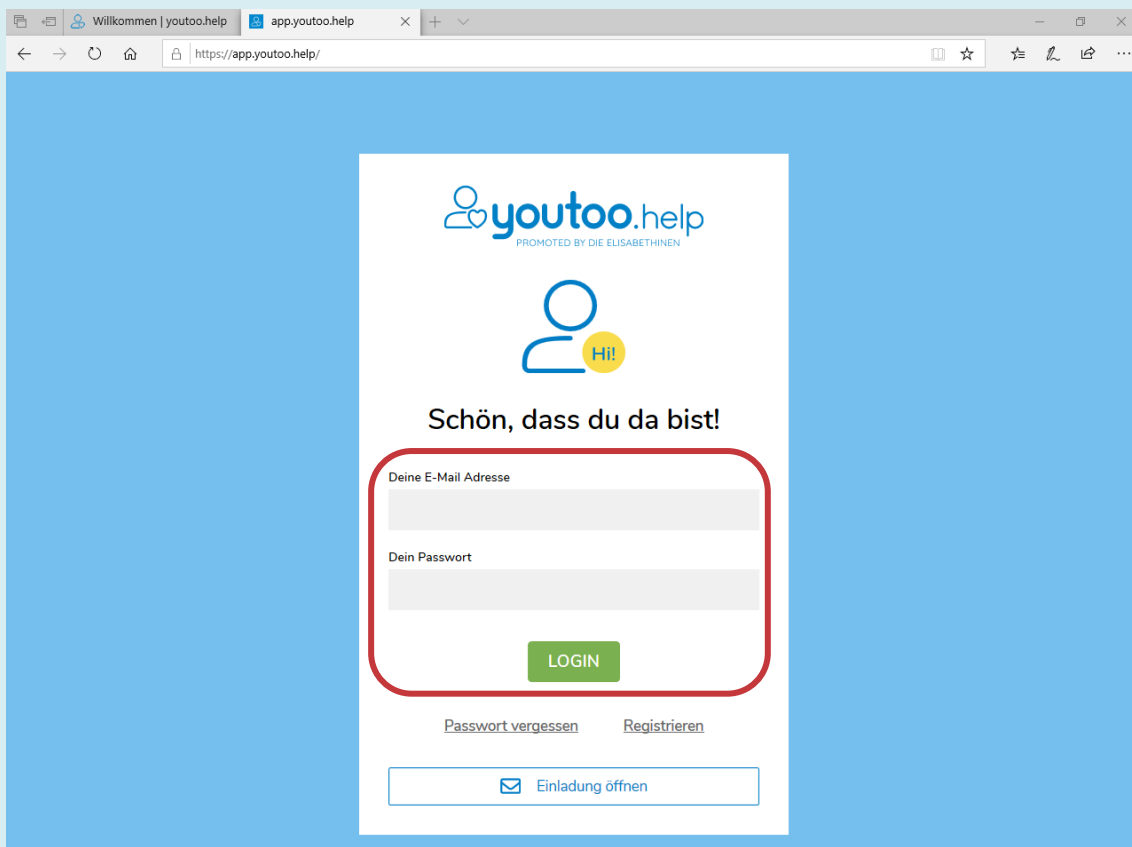 Willkommen | youtoo.help
app.youtoo.help
https://app.youtoo.help/
youtoo.help
PROMOTED BY DIE ELISABETHINEN
Hi!
Schön, dass du da bist!
Deine E-Mail Adresse
Dein Passwort
LOGIN
Passwort vergessen Registrieren
Einladung öffnen